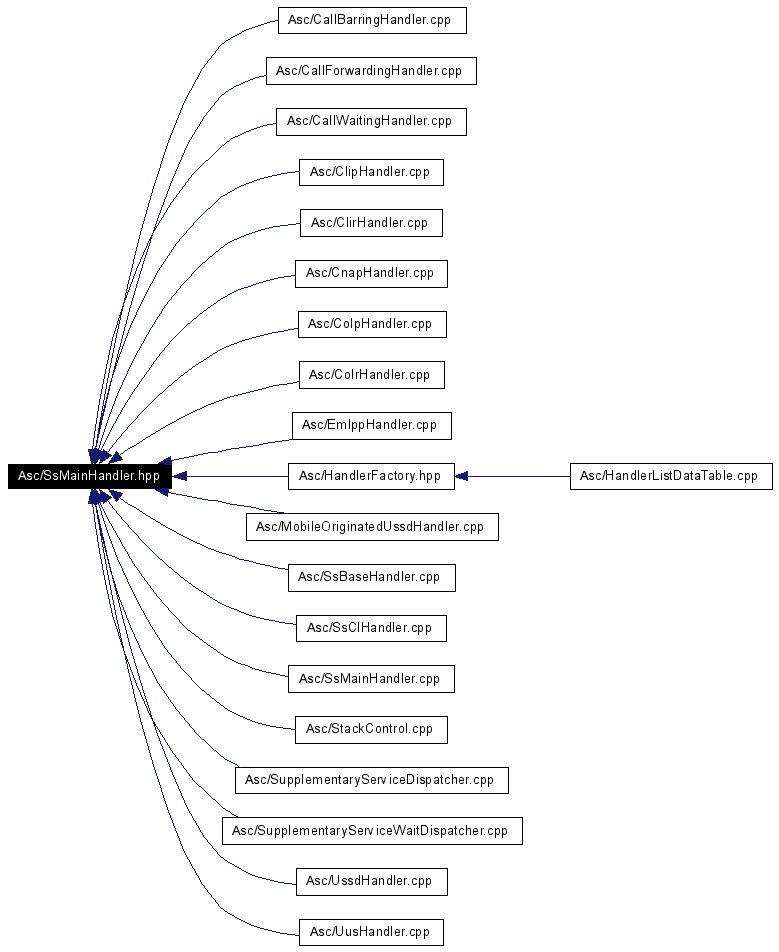 Asc/CallBarringHandler.cpp
Asc/CallForwardingHandler.cpp
Asc/CallWaitingHandler.cpp
Asc/ClipHandler.cpp
Asc/ClirHandler.cpp
Asc/CnapHandler.cpp
Asc/ColpHandler.cpp
Asc/ColrHandler.cpp
Asc/EmlppHandler.cpp
Asc/SsMainHandler.hpp
Asc/HandlerFactory.hpp
Asc/HandlerListDataTable.cpp
Asc/MobileOriginatedUssdHandler.cpp
Asc/SsBaseHandler.cpp
Asc/SsClHandler.cpp
Asc/SsMainHandler.cpp
Asc/StackControl.cpp
Asc/SupplementaryServiceDispatcher.cpp
Asc/SupplementaryServiceWaitDispatcher.cpp
Asc/UssdHandler.cpp
Asc/UusHandler.cpp